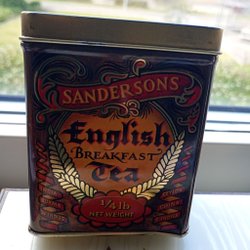 SANDERSONS
English
BREAKFAST
Tea
1/4 lb
NET WEIGHT